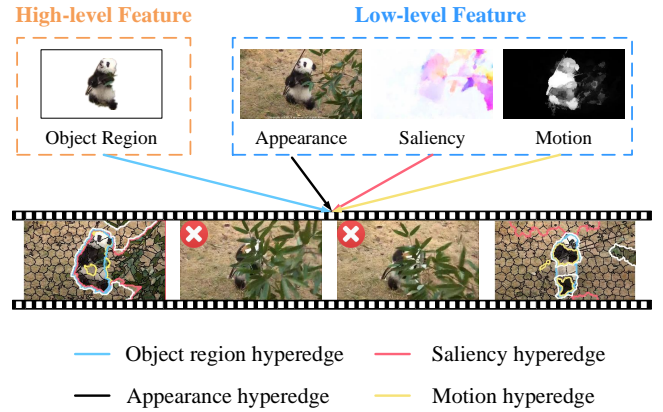 High-level Feature
Low-level Feature
Object Region
Appearance
Saliency
Motion
Object region hyperedge
Saliency hyperedge
Appearance hyperedge
Motion hyperedge